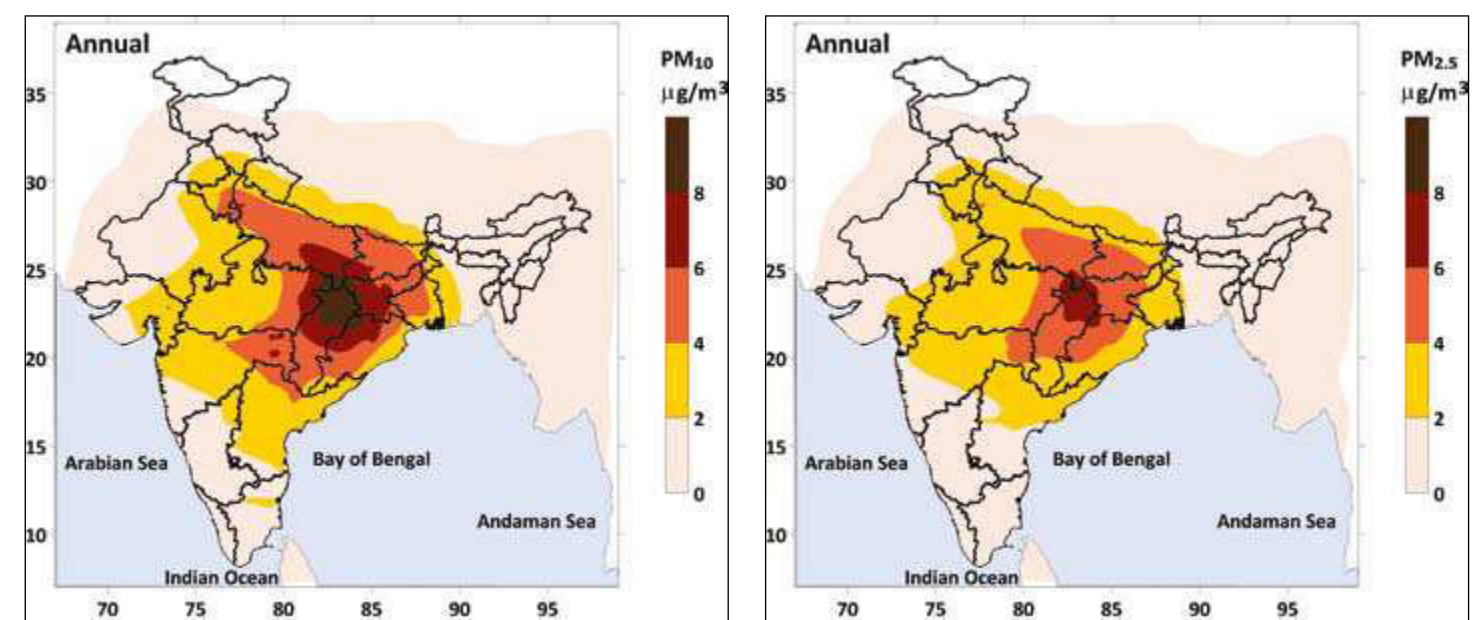 Annual
PM₁₀
µg/m³
35
30
25
20
15
10
8
6
4
2
0
Arabian Sea
Bay of Bengal
Andaman Sea
Indian Ocean
70 75 80 85 90 95
Annual
PM₂.₅
µg/m³
35
30
25
20
15
10
8
6
4
2
0
Arabian Sea
Bay of Bengal
Andaman Sea
Indian Ocean
70 75 80 85 90 95